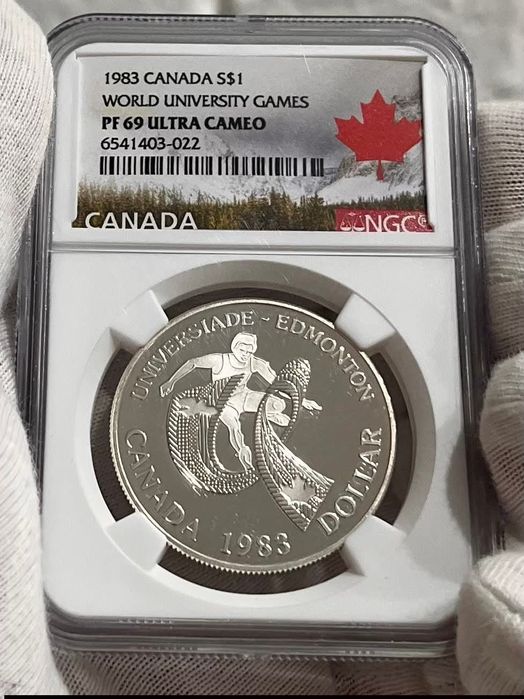 1983 CANADA S$1
WORLD UNIVERSITY GAMES
PF 69 ULTRA CAMEO
6541403-022
CANADA
NGC®
UNIVERSIADE - EDMONTON
CANADA 1983 DOLLAR